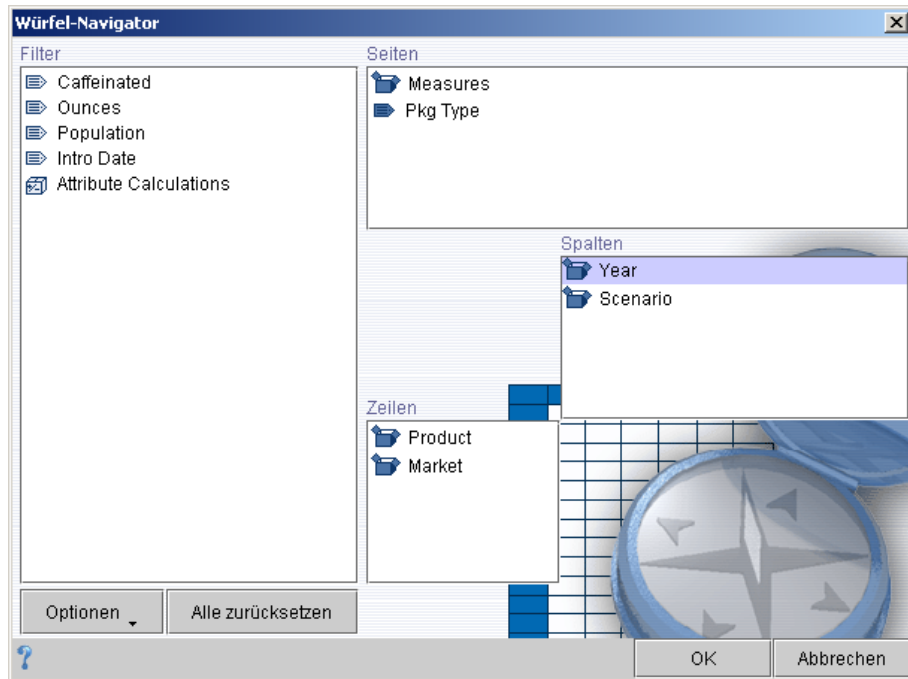 Würfel-Navigator
Filter
Caffeinated
Ounces
Population
Intro Date
Attribute Calculations
Seiten
Measures
Pkg Type
Spalten
Year
Scenario
Zeilen
Product
Market
Optionen
Alle zurücksetzen
?
OK
Abbrechen